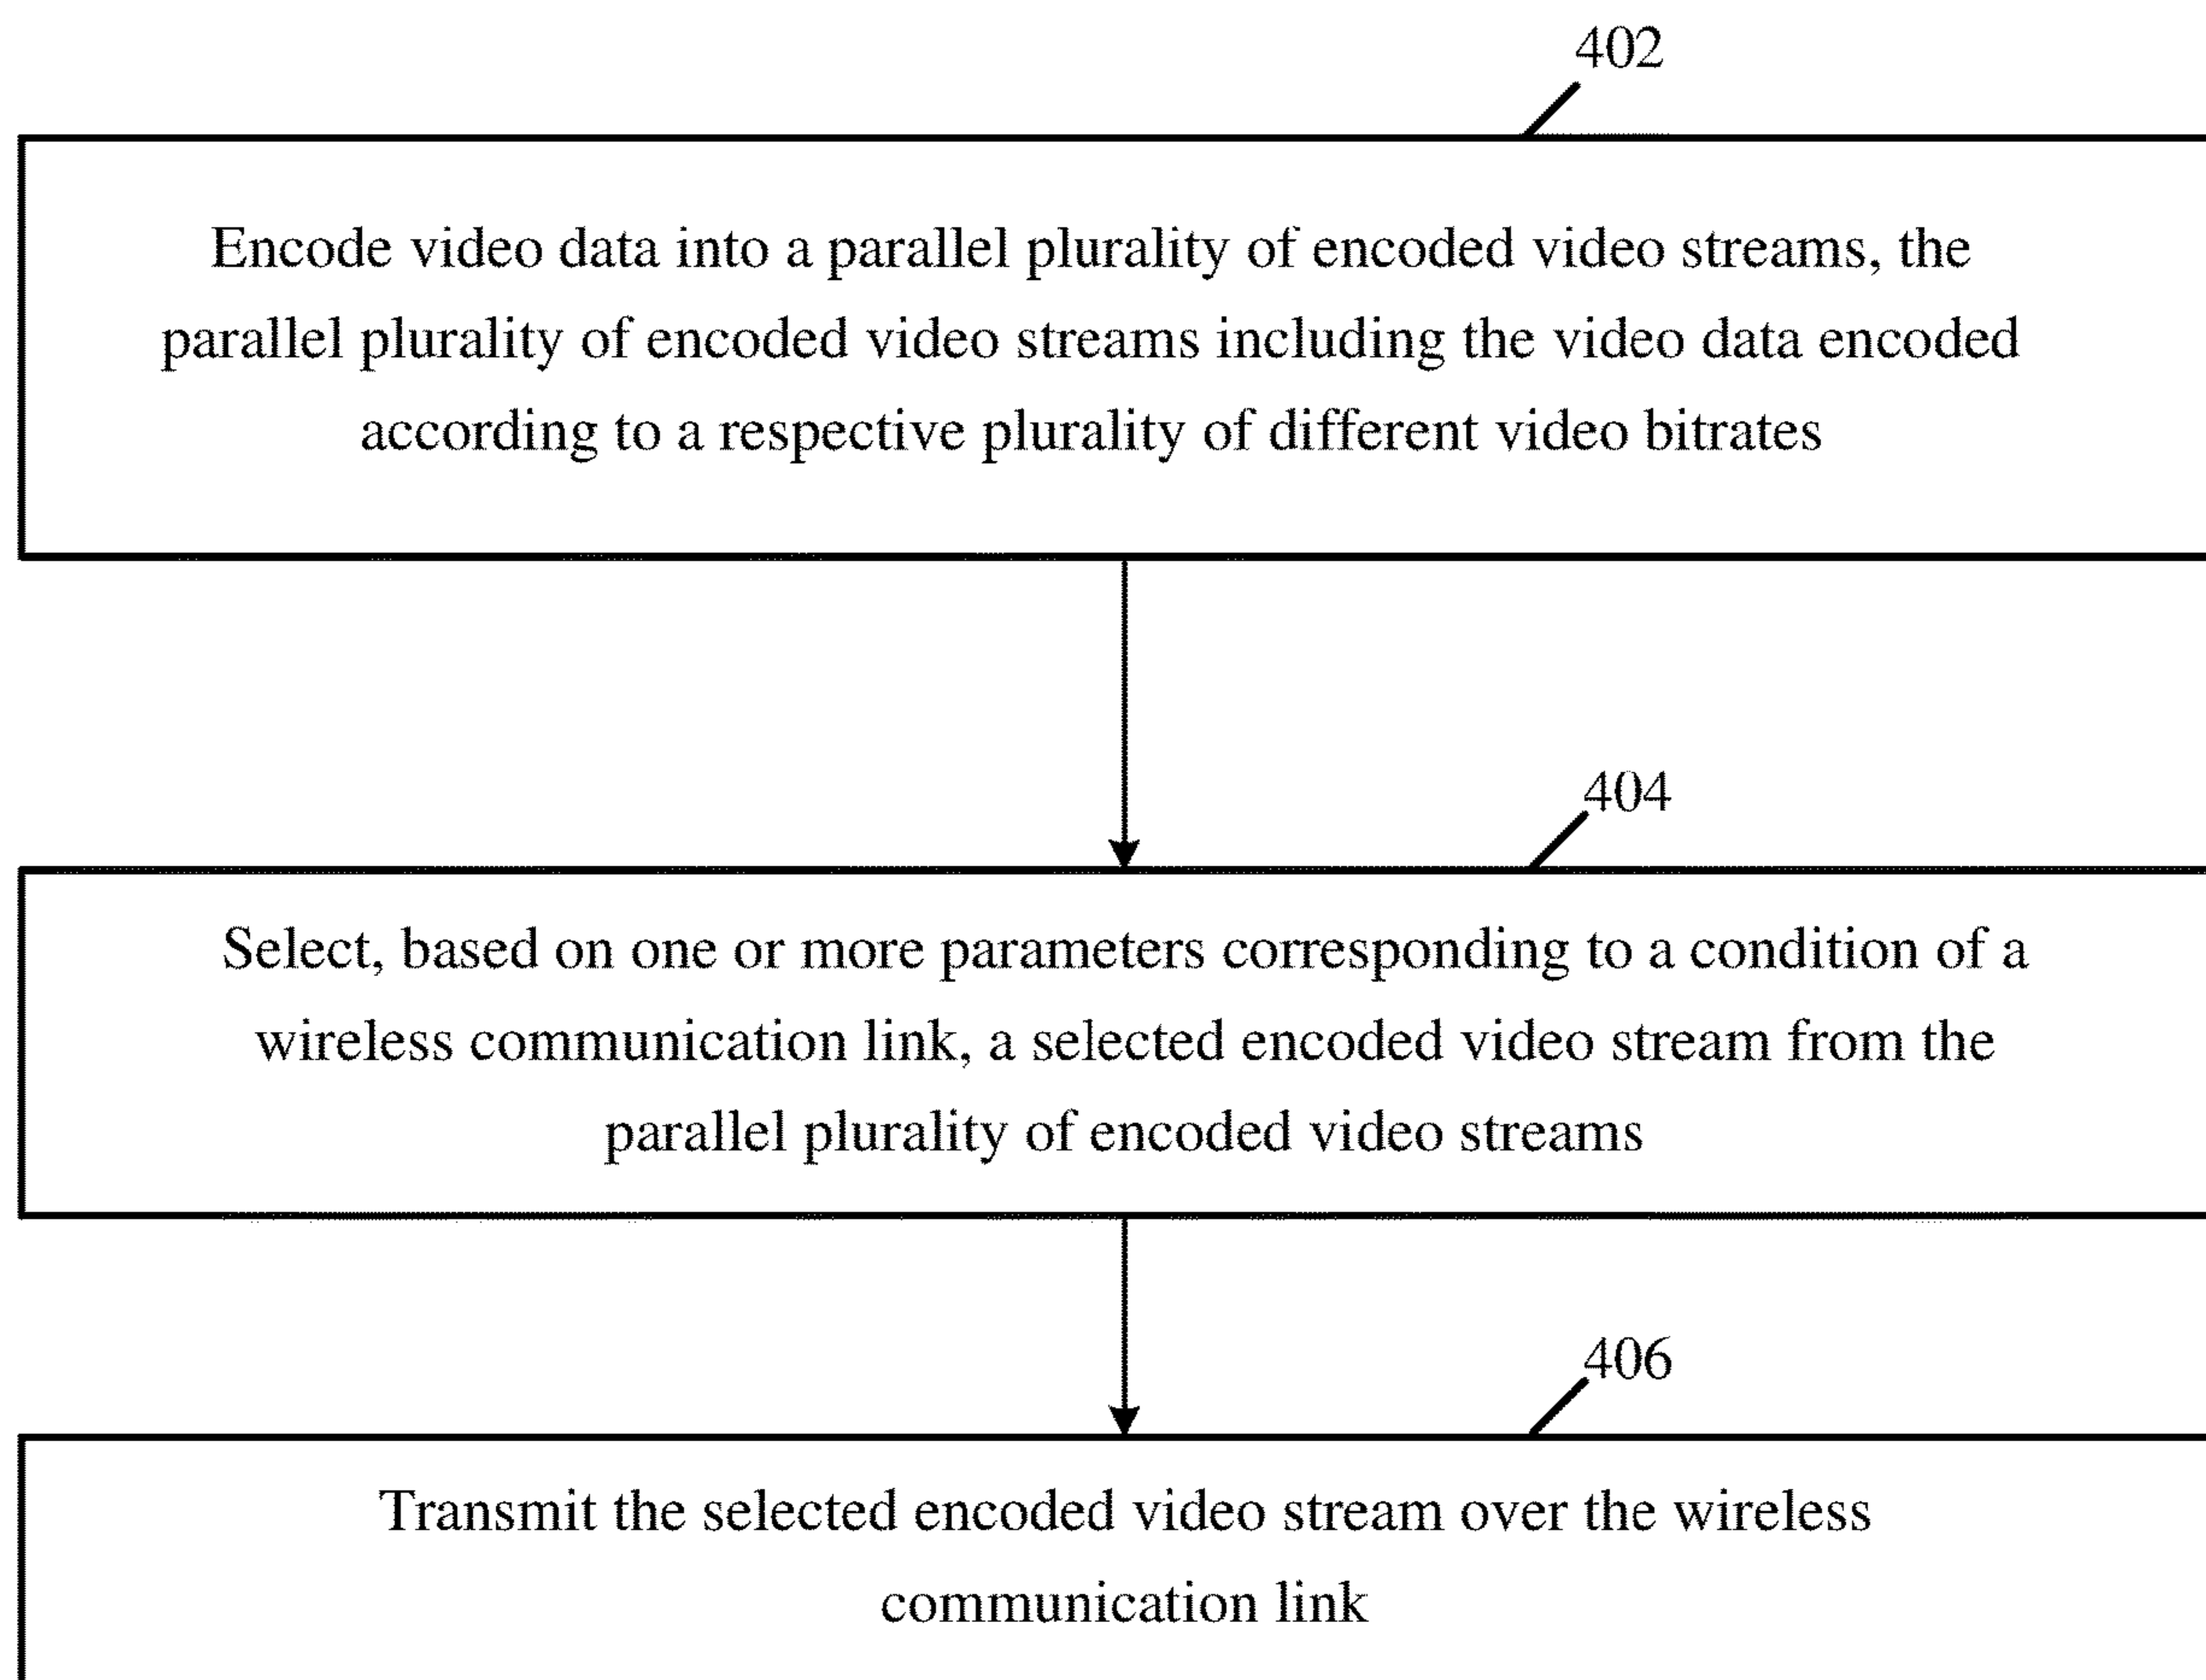 402
Encode video data into a parallel plurality of encoded video streams, the
parallel plurality of encoded video streams including the video data encoded
according to a respective plurality of different video bitrates
404
Select, based on one or more parameters corresponding to a condition of a
wireless communication link, a selected encoded video stream from the
parallel plurality of encoded video streams
406
Transmit the selected encoded video stream over the wireless
communication link